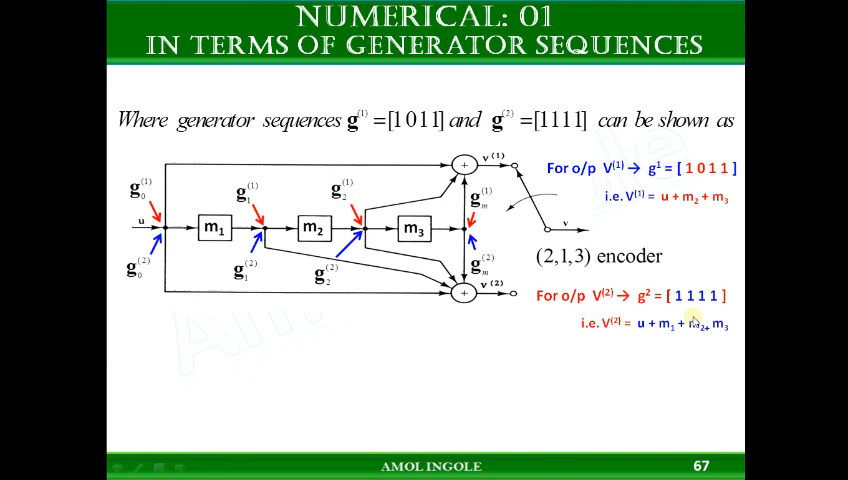 NUMERICAL: 01
IN TERMS OF GENERATOR SEQUENCES
Where generator sequences g⁽¹⁾ =[1 0 1 1] and g⁽²⁾ =[1 1 1 1] can be shown as
V⁽¹⁾
For o/p V⁽¹⁾ → g¹ = [ 1 0 1 1 ]
i.e. V⁽¹⁾ = u + m₂ + m₃
g₀⁽¹⁾ g₁⁽¹⁾ g₂⁽¹⁾ gₘ⁽¹⁾
u m₁ m₂ m₃ v
g₀⁽²⁾ g₁⁽²⁾ g₂⁽²⁾ gₘ⁽²⁾
(2,1,3) encoder
V⁽²⁾
For o/p V⁽²⁾ → g² = [ 1 1 1 1 ]
i.e. V⁽²⁾ = u + m₁ + m₂₊ m₃
AMOL INGOLE
67